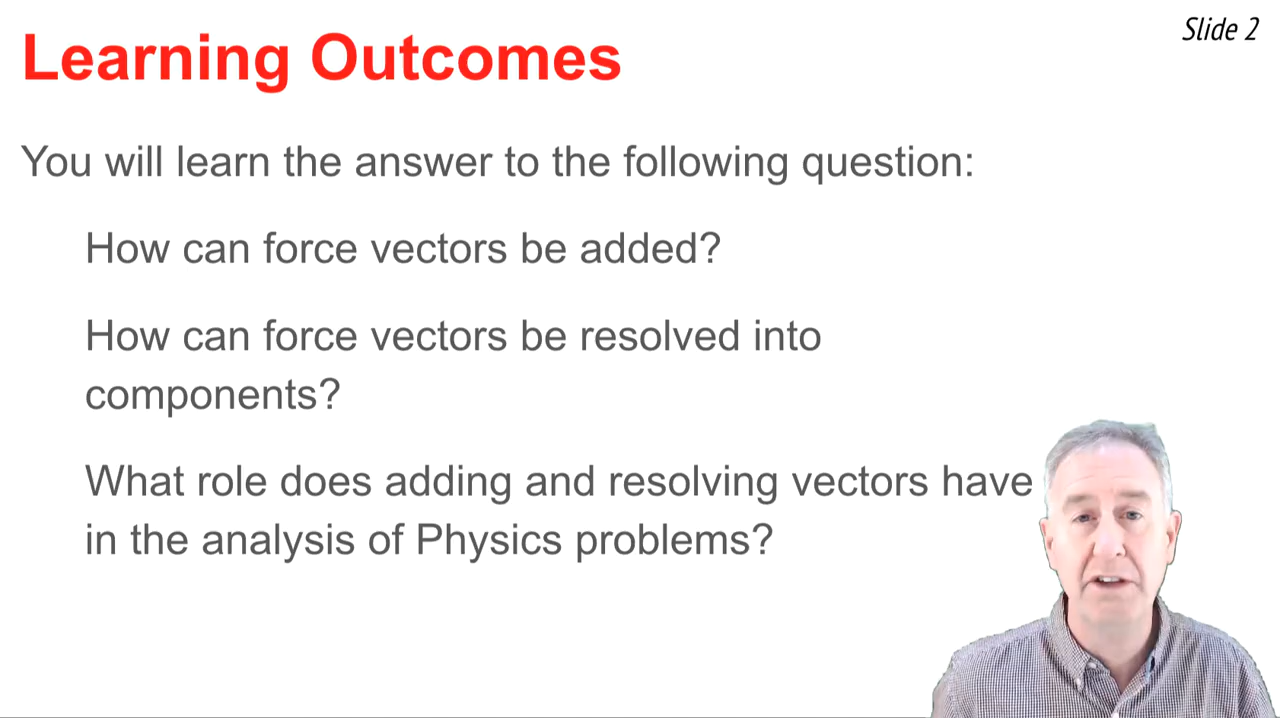 Slide 2
Learning Outcomes
You will learn the answer to the following question:
How can force vectors be added?
How can force vectors be resolved into
components?
What role does adding and resolving vectors have
in the analysis of Physics problems?